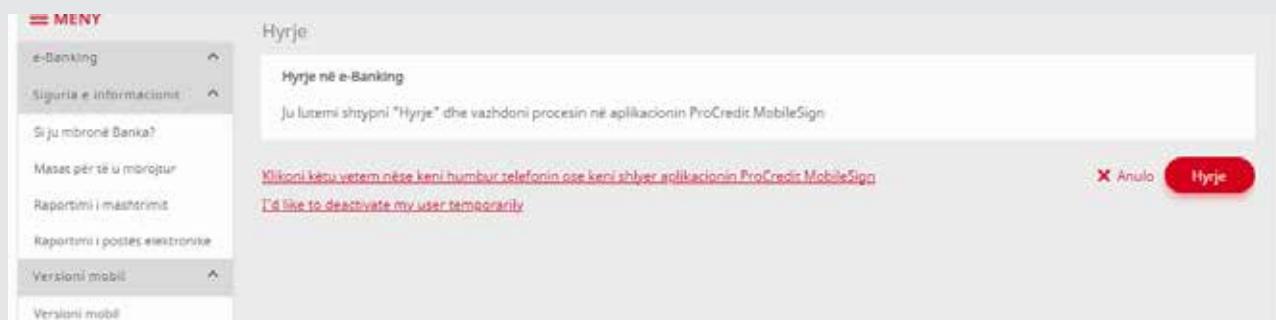 MENY
e-Banking
Siguria e informacionit
Si ju mbronë Banka?
Masat për të u mbrojtur
Raportimi i mashtrimit
Raportimi i postës elektronike
Versioni mobil
Versioni mobil
Hyrje
Hyrje në e-Banking
Ju lutemi shtypni "Hyrje" dhe vazhdoni procesin në aplikacionin ProCredit MobileSign
Klikoni këtu vetem nëse keni humbur telefonin ose keni shlyer aplikacionin ProCredit MobileSign
I'd like to deactivate my user temporarily
Anulo
Hyrje